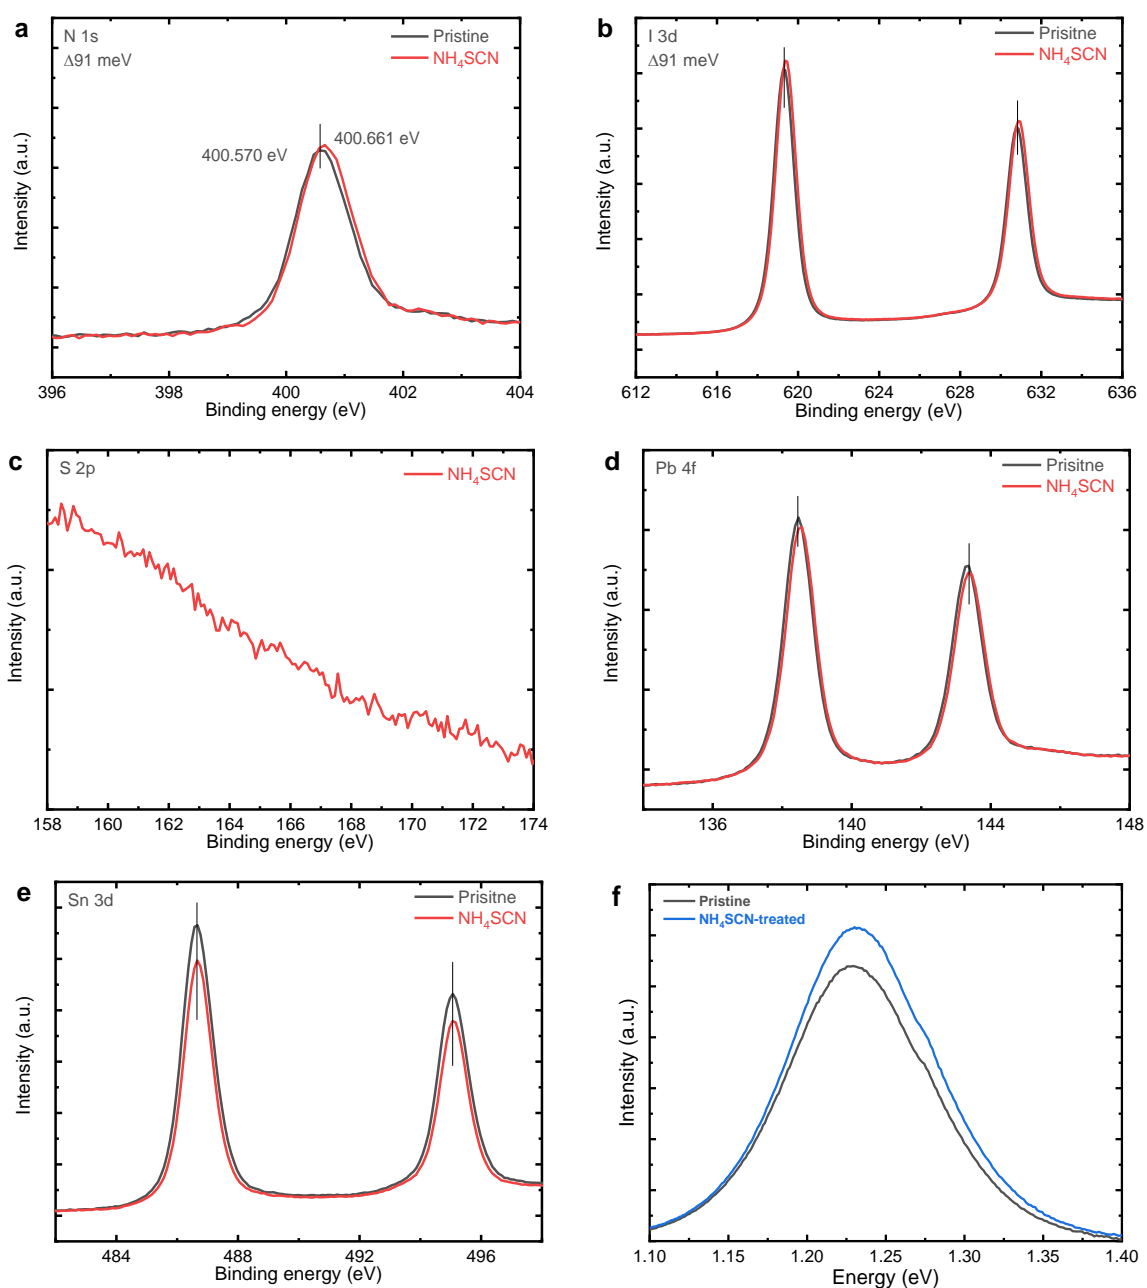 a
N 1s
Δ91 meV
Pristine
NH₄SCN
400.570 eV
400.661 eV
Intensity (a.u.)
396 398 400 402 404
Binding energy (eV)
b
I 3d
Δ91 meV
Prisitne
NH₄SCN
Intensity (a.u.)
612 616 620 624 628 632 636
Binding energy (eV)
c
S 2p
NH₄SCN
Intensity (a.u.)
158 160 162 164 166 168 170 172 174
Binding energy (eV)
d
Pb 4f
Prisitne
NH₄SCN
Intensity (a.u.)
136 140 144 148
Binding energy (eV)
e
Sn 3d
Prisitne
NH₄SCN
Intensity (a.u.)
484 488 492 496
Binding energy (eV)
f
Pristine
NH₄SCN-treated
Intensity (a.u.)
1.10 1.15 1.20 1.25 1.30 1.35 1.40
Energy (eV)